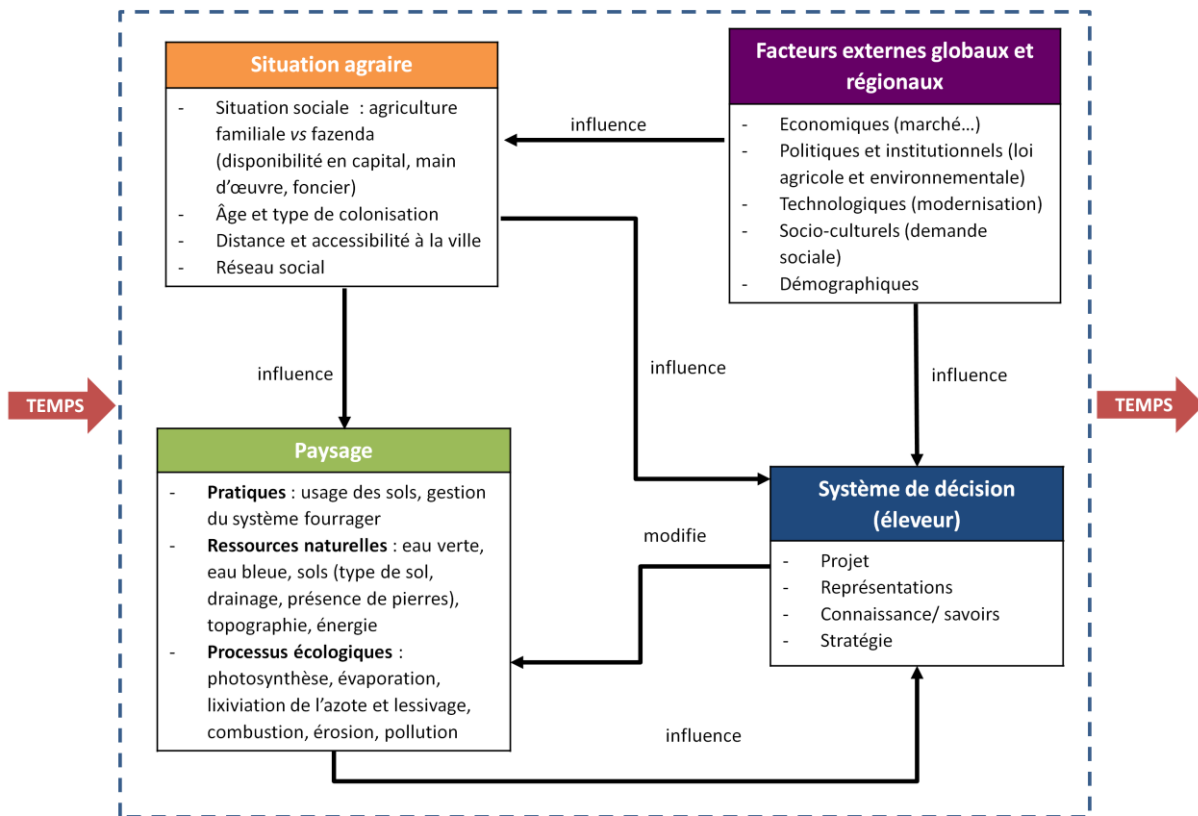 Situation agraire
- Situation sociale : agriculture
familiale vs fazenda
(disponibilité en capital, main
d’œuvre, foncier)
- Âge et type de colonisation
- Distance et accessibilité à la ville
- Réseau social
influence
Facteurs externes globaux et
régionaux
- Economiques (marché…)
- Politiques et institutionnels (loi
agricole et environnementale)
- Technologiques (modernisation)
- Socio-culturels (demande
sociale)
- Démographiques
influence
influence
influence
TEMPS
TEMPS
Paysage
- Pratiques : usage des sols, gestion
du système fourrager
- Ressources naturelles : eau verte,
eau bleue, sols (type de sol,
drainage, présence de pierres),
topographie, énergie
- Processus écologiques :
photosynthèse, évaporation,
lixiviation de l’azote et lessivage,
combustion, érosion, pollution
modifie
Système de décision
(éleveur)
- Projet
- Représentations
- Connaissance/ savoirs
- Stratégie
influence